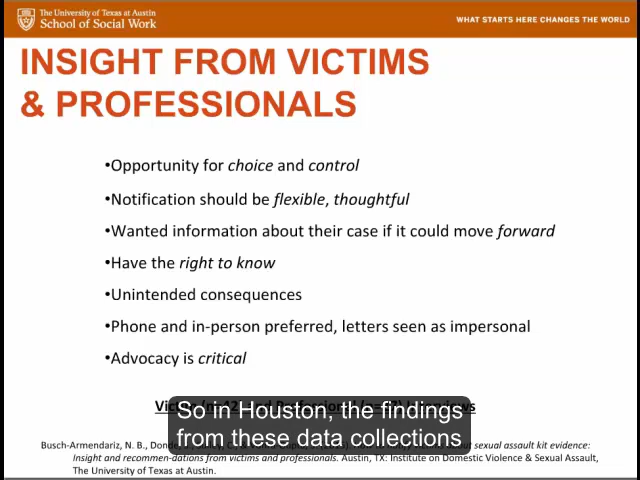 The University of Texas at Austin
School of Social Work
WHAT STARTS HERE CHANGES THE WORLD
INSIGHT FROM VICTIMS
& PROFESSIONALS
•Opportunity for choice and control
•Notification should be flexible, thoughtful
•Wanted information about their case if it could move forward
•Have the right to know
•Unintended consequences
•Phone and in-person preferred, letters seen as impersonal
•Advocacy is critical
So in Houston, the findings
from these data collections
Busch-Armendariz, N. B., sexual assault kit evidence:
Insight and recommen-dations from victims and professionals. Austin, TX: Institute on Domestic Violence & Sexual Assault,
The University of Texas at Austin.